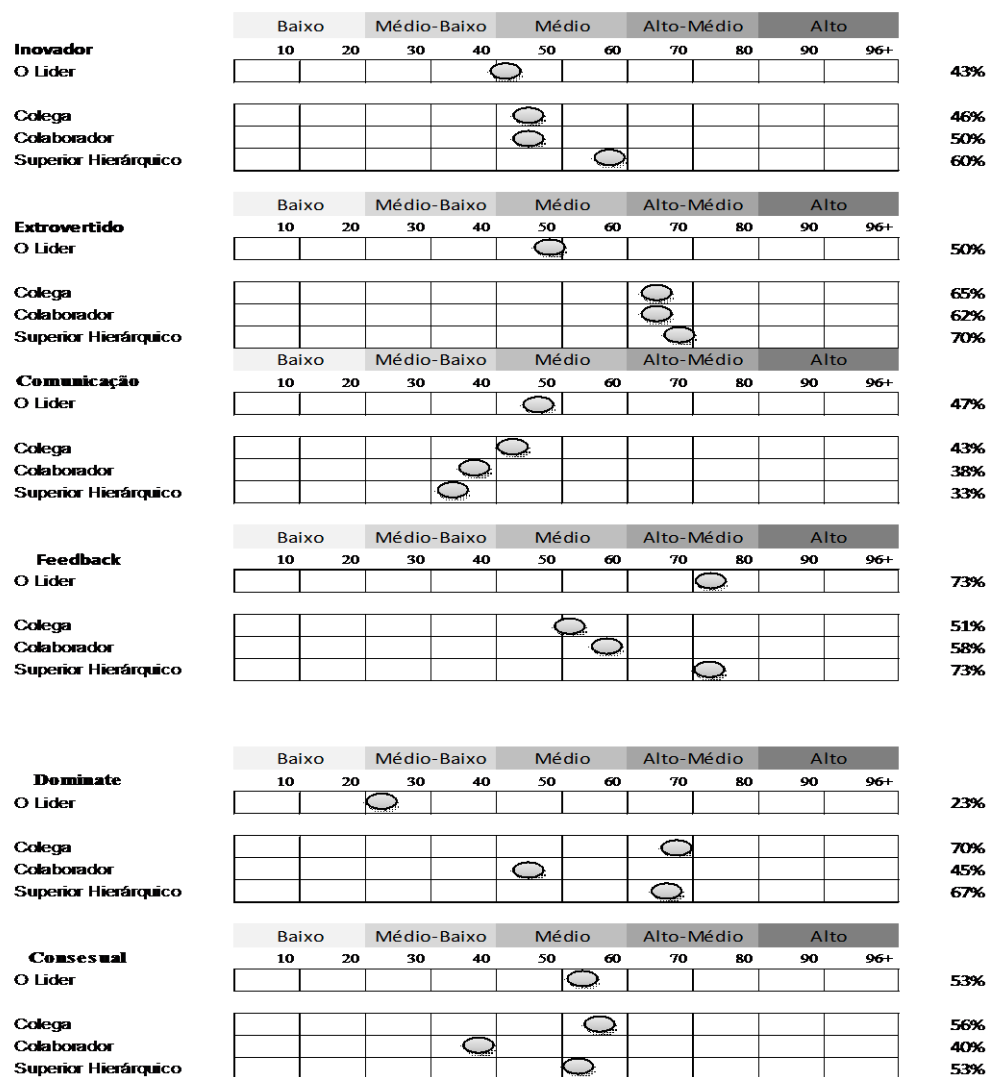 Baixo Médio-Baixo Médio Alto-Médio Alto
Inovador 10 20 30 40 50 60 70 80 90 96+
O Lider 43%
Colega 46%
Colaborador 50%
Superior Hierárquico 60%
Baixo Médio-Baixo Médio Alto-Médio Alto
Extrovertido 10 20 30 40 50 60 70 80 90 96+
O Lider 50%
Colega 65%
Colaborador 62%
Superior Hierárquico 70%
Baixo Médio-Baixo Médio Alto-Médio Alto
Comunicação 10 20 30 40 50 60 70 80 90 96+
O Lider 47%
Colega 43%
Colaborador 38%
Superior Hierárquico 33%
Baixo Médio-Baixo Médio Alto-Médio Alto
Feedback 10 20 30 40 50 60 70 80 90 96+
O Lider 73%
Colega 51%
Colaborador 58%
Superior Hierárquico 73%
Baixo Médio-Baixo Médio Alto-Médio Alto
Dominate 10 20 30 40 50 60 70 80 90 96+
O Lider 23%
Colega 70%
Colaborador 45%
Superior Hierárquico 67%
Baixo Médio-Baixo Médio Alto-Médio Alto
Consesual 10 20 30 40 50 60 70 80 90 96+
O Lider 53%
Colega 56%
Colaborador 40%
Superior Hierárquico 53%